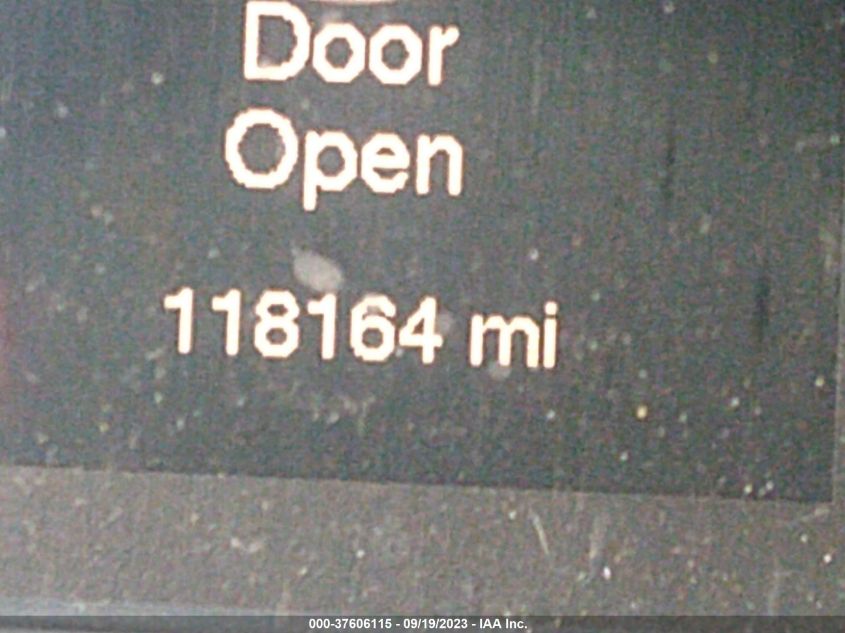 Door
Open
118164 mi
000-37606115 - 09/19/2023 - IAA Inc.